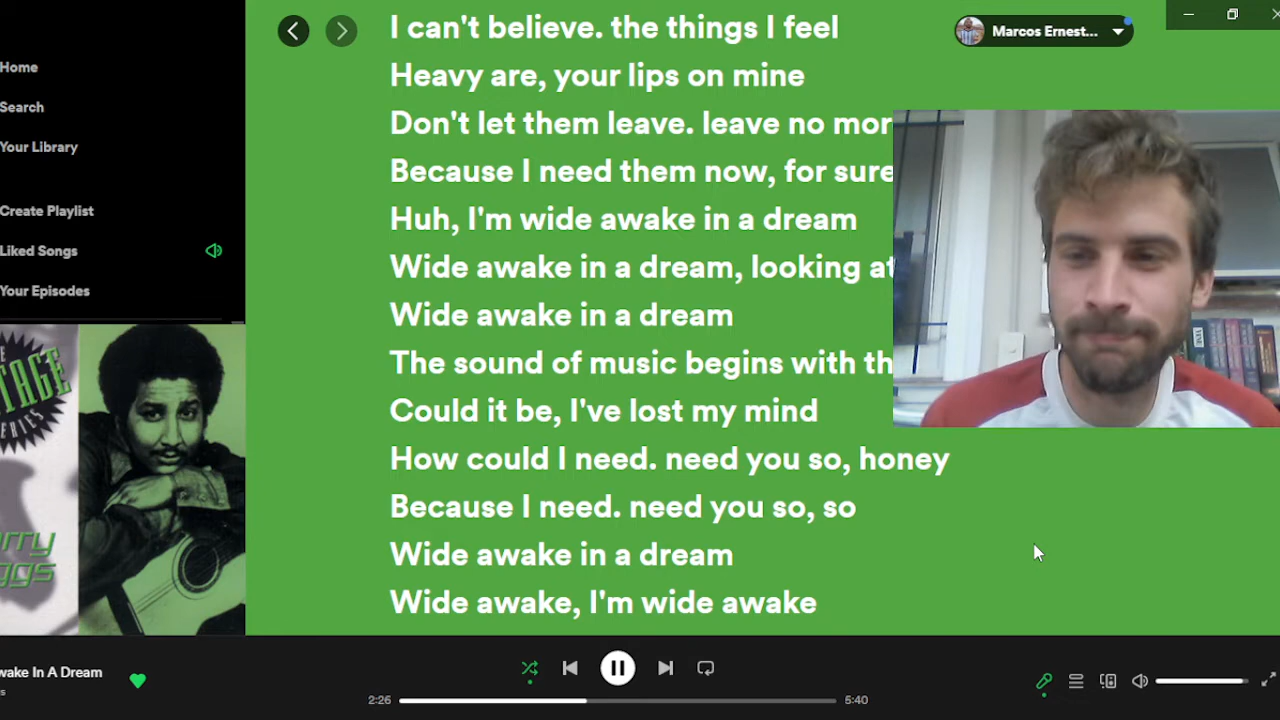 I can't believe. the things I feel
Heavy are, your lips on mine
Don't let them leave. leave no mor
Because I need them now, for sure
Huh, I'm wide awake in a dream
Wide awake in a dream, looking at
Wide awake in a dream
The sound of music begins with th
Could it be, I've lost my mind
How could I need. need you so, honey
Because I need. need you so, so
Wide awake in a dream
Wide awake, I'm wide awake
Marcos Ernest...
Home
Search
Your Library
Create Playlist
Liked Songs
Your Episodes
TAGE
ERIES
rry
ggs
wake In A Dream
s
2:26
5:40